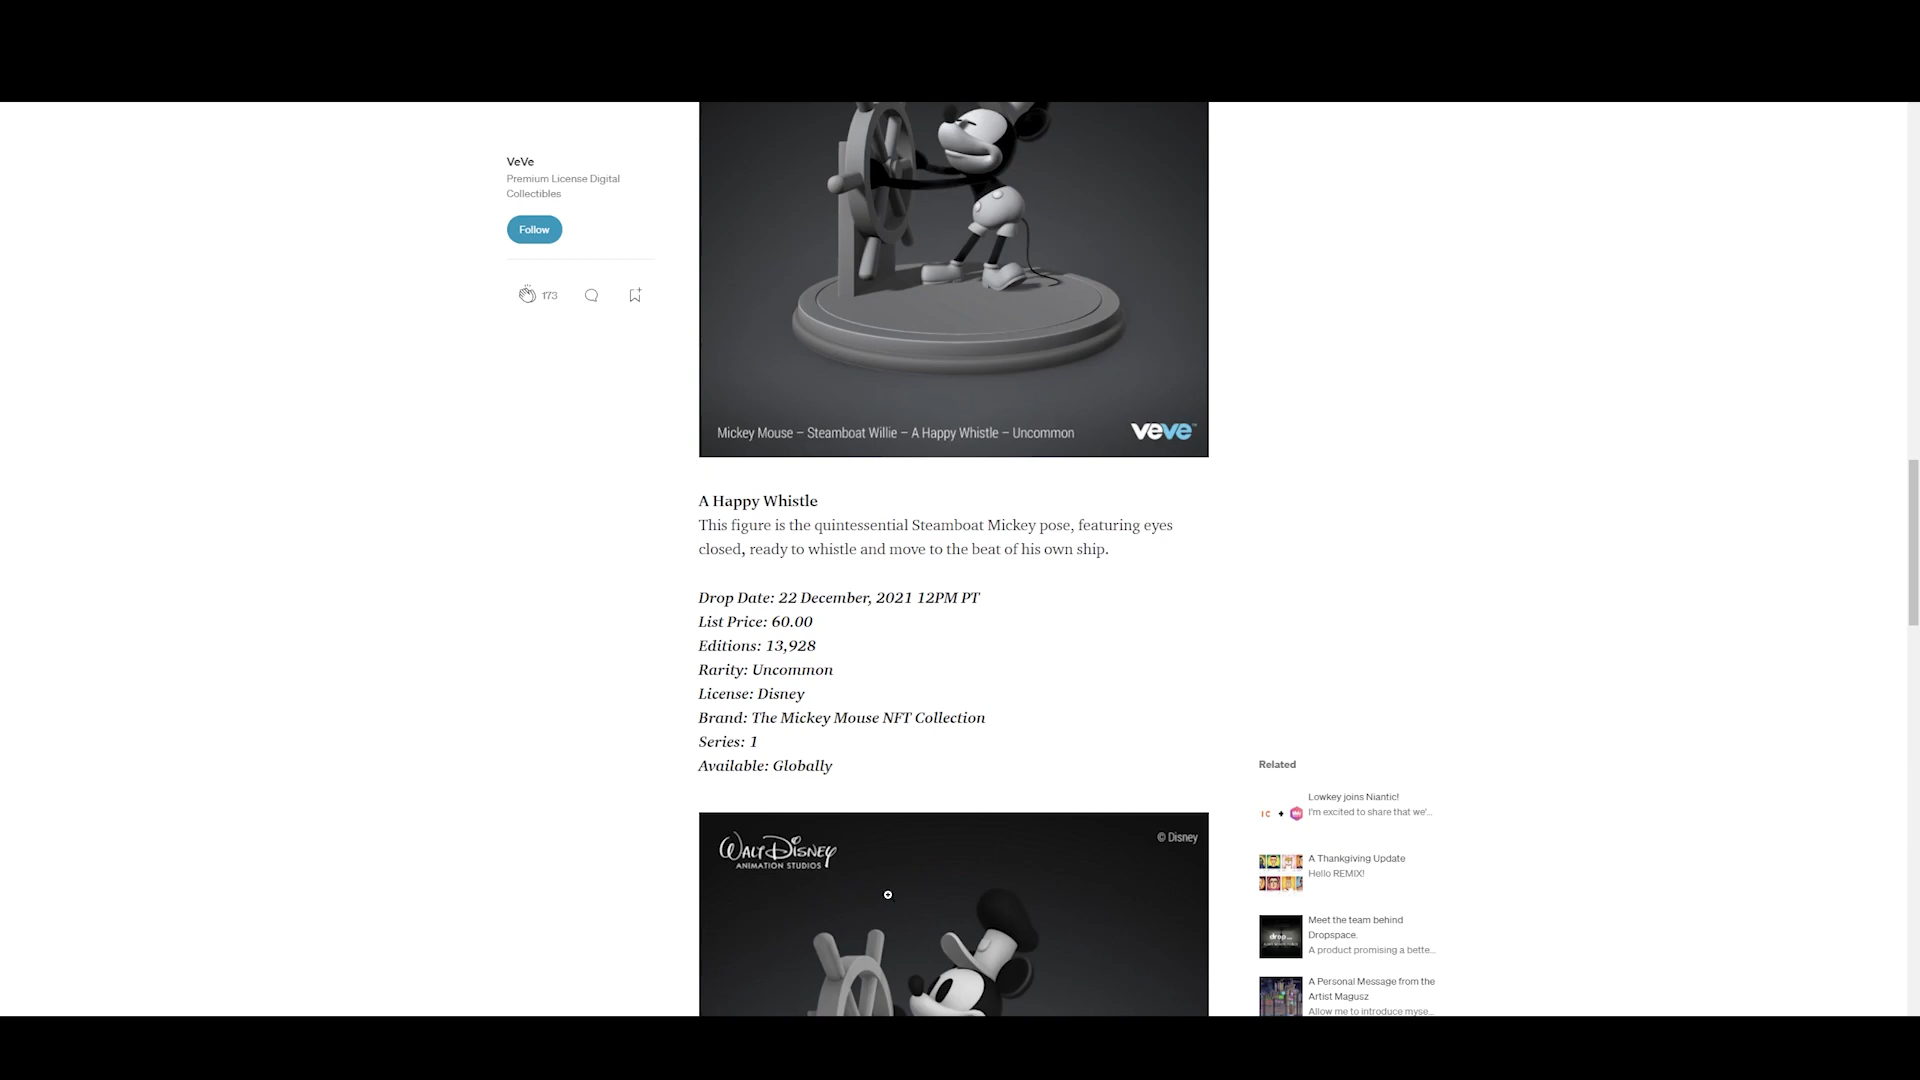 VeVe
Premium License Digital
Collectibles
Follow
173
Mickey Mouse – Steamboat Willie – A Happy Whistle – Uncommon
veve™
A Happy Whistle
This figure is the quintessential Steamboat Mickey pose, featuring eyes
closed, ready to whistle and move to the beat of his own ship.
Drop Date: 22 December, 2021 12PM PT
List Price: 60.00
Editions: 13,928
Rarity: Uncommon
License: Disney
Brand: The Mickey Mouse NFT Collection
Series: 1
Available: Globally
WALT DISNEY
ANIMATION STUDIOS
© Disney
Related
Lowkey joins Niantic!
I'm excited to share that we'...
A Thankgiving Update
Hello REMIX!
drop
Meet the team behind
Dropspace.
A product promising a bette...
A Personal Message from the
Artist Magusz
Allow me to introduce myse...